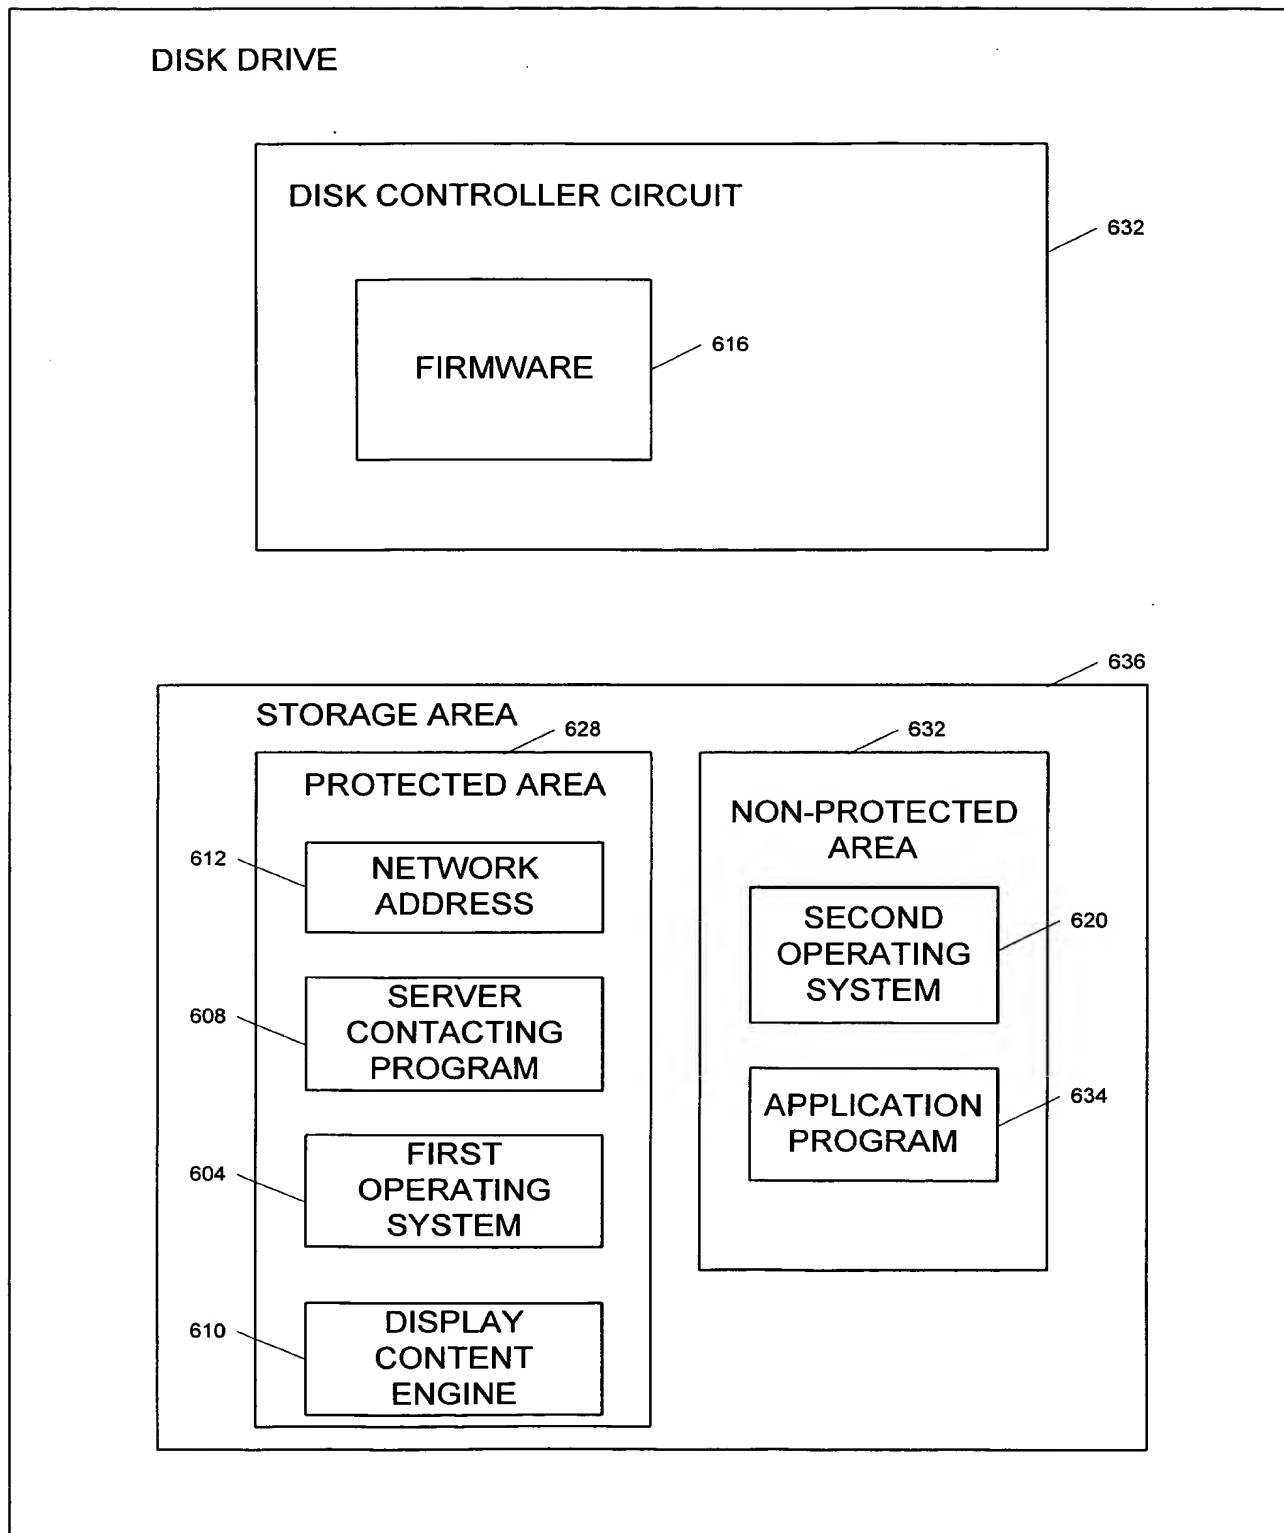 DISK DRIVE
DISK CONTROLLER CIRCUIT
632
FIRMWARE
616
636
STORAGE AREA
628
632
PROTECTED AREA
NON-PROTECTED
AREA
612
NETWORK
ADDRESS
SECOND
OPERATING
SYSTEM
620
608
SERVER
CONTACTING
PROGRAM
APPLICATION
PROGRAM
634
604
FIRST
OPERATING
SYSTEM
610
DISPLAY
CONTENT
ENGINE